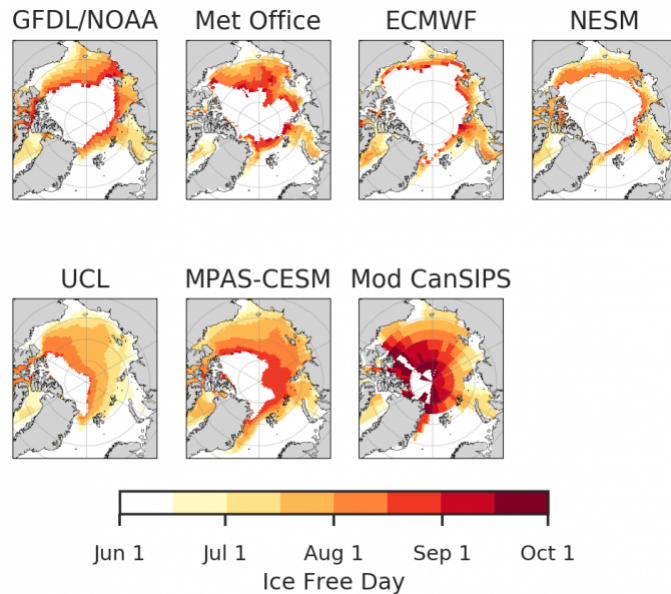 GFDL/NOAA Met Office ECMWF NESM
UCL MPAS-CESM Mod CanSIPS
Jun 1 Jul 1 Aug 1 Sep 1 Oct 1
Ice Free Day